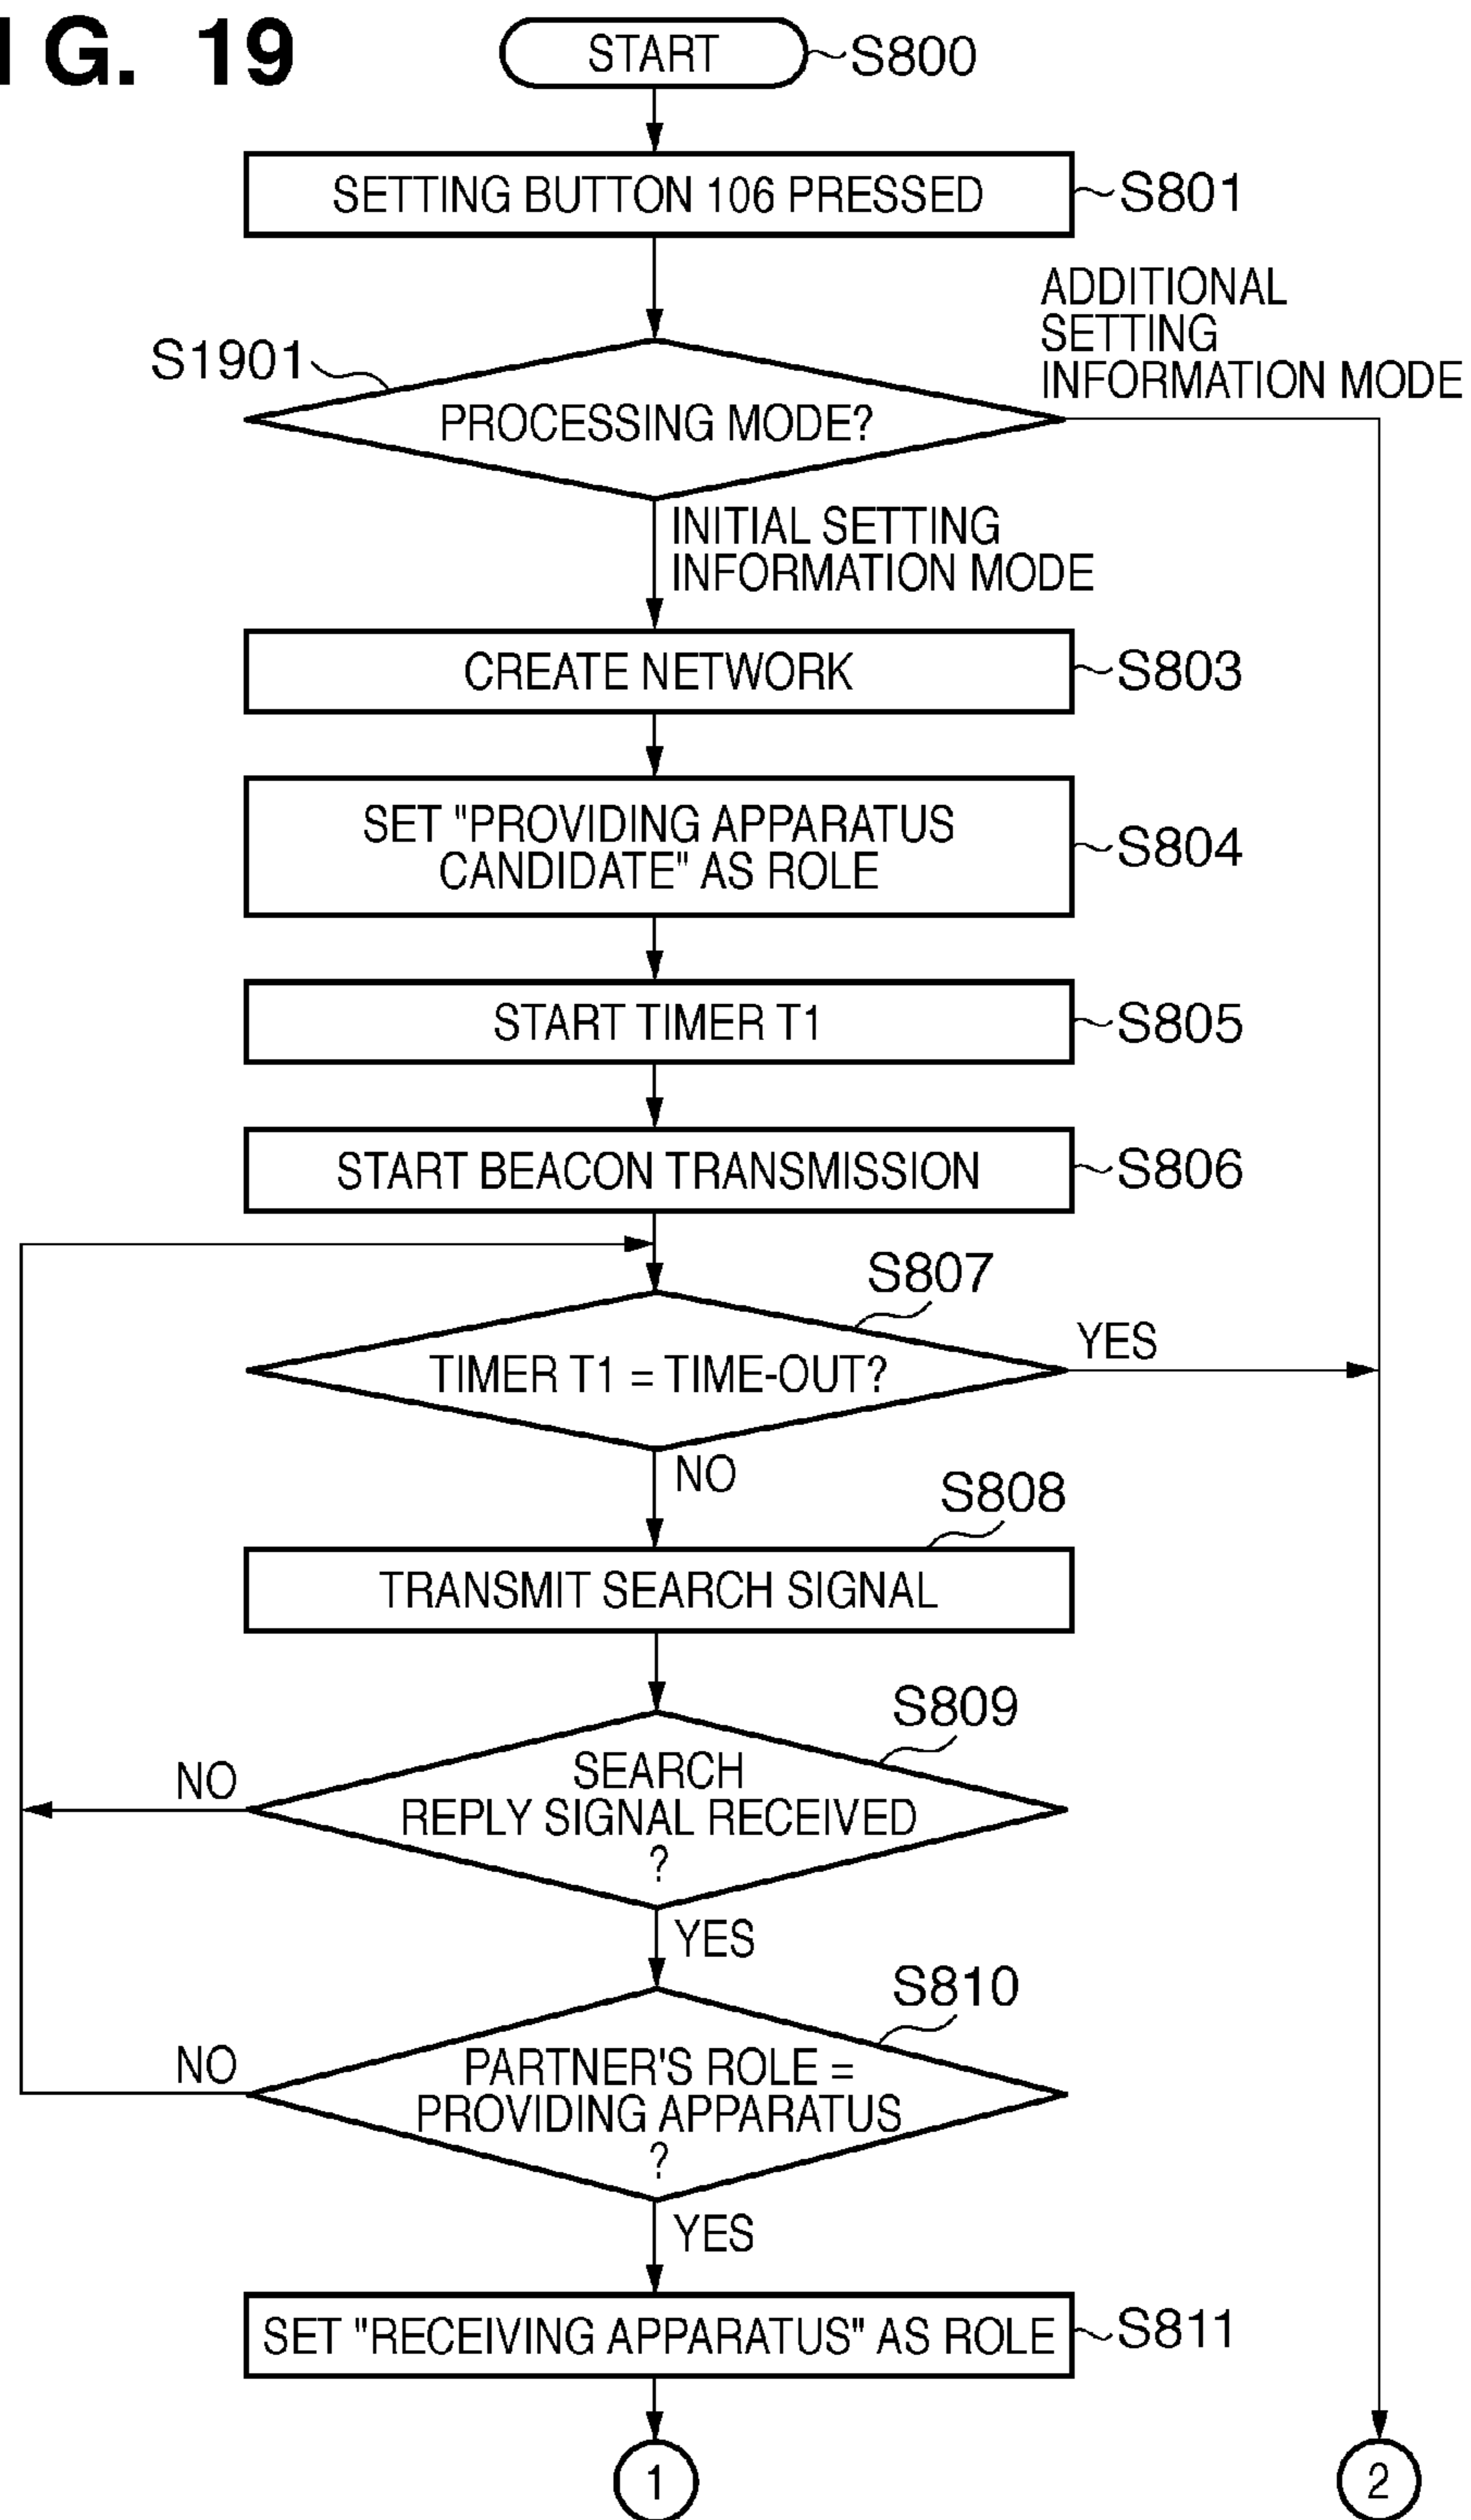 I G. 19
START
S800
SETTING BUTTON 106 PRESSED
S801
ADDITIONAL
SETTING
INFORMATION MODE
S1901
PROCESSING MODE?
INITIAL SETTING
INFORMATION MODE
CREATE NETWORK
S803
SET "PROVIDING APPARATUS
CANDIDATE" AS ROLE
S804
START TIMER T1
S805
START BEACON TRANSMISSION
S806
S807
TIMER T1 = TIME-OUT?
YES
NO
S808
TRANSMIT SEARCH SIGNAL
S809
SEARCH
REPLY SIGNAL RECEIVED
?
NO
YES
S810
PARTNER'S ROLE =
PROVIDING APPARATUS
?
NO
YES
SET "RECEIVING APPARATUS" AS ROLE
S811
1
2